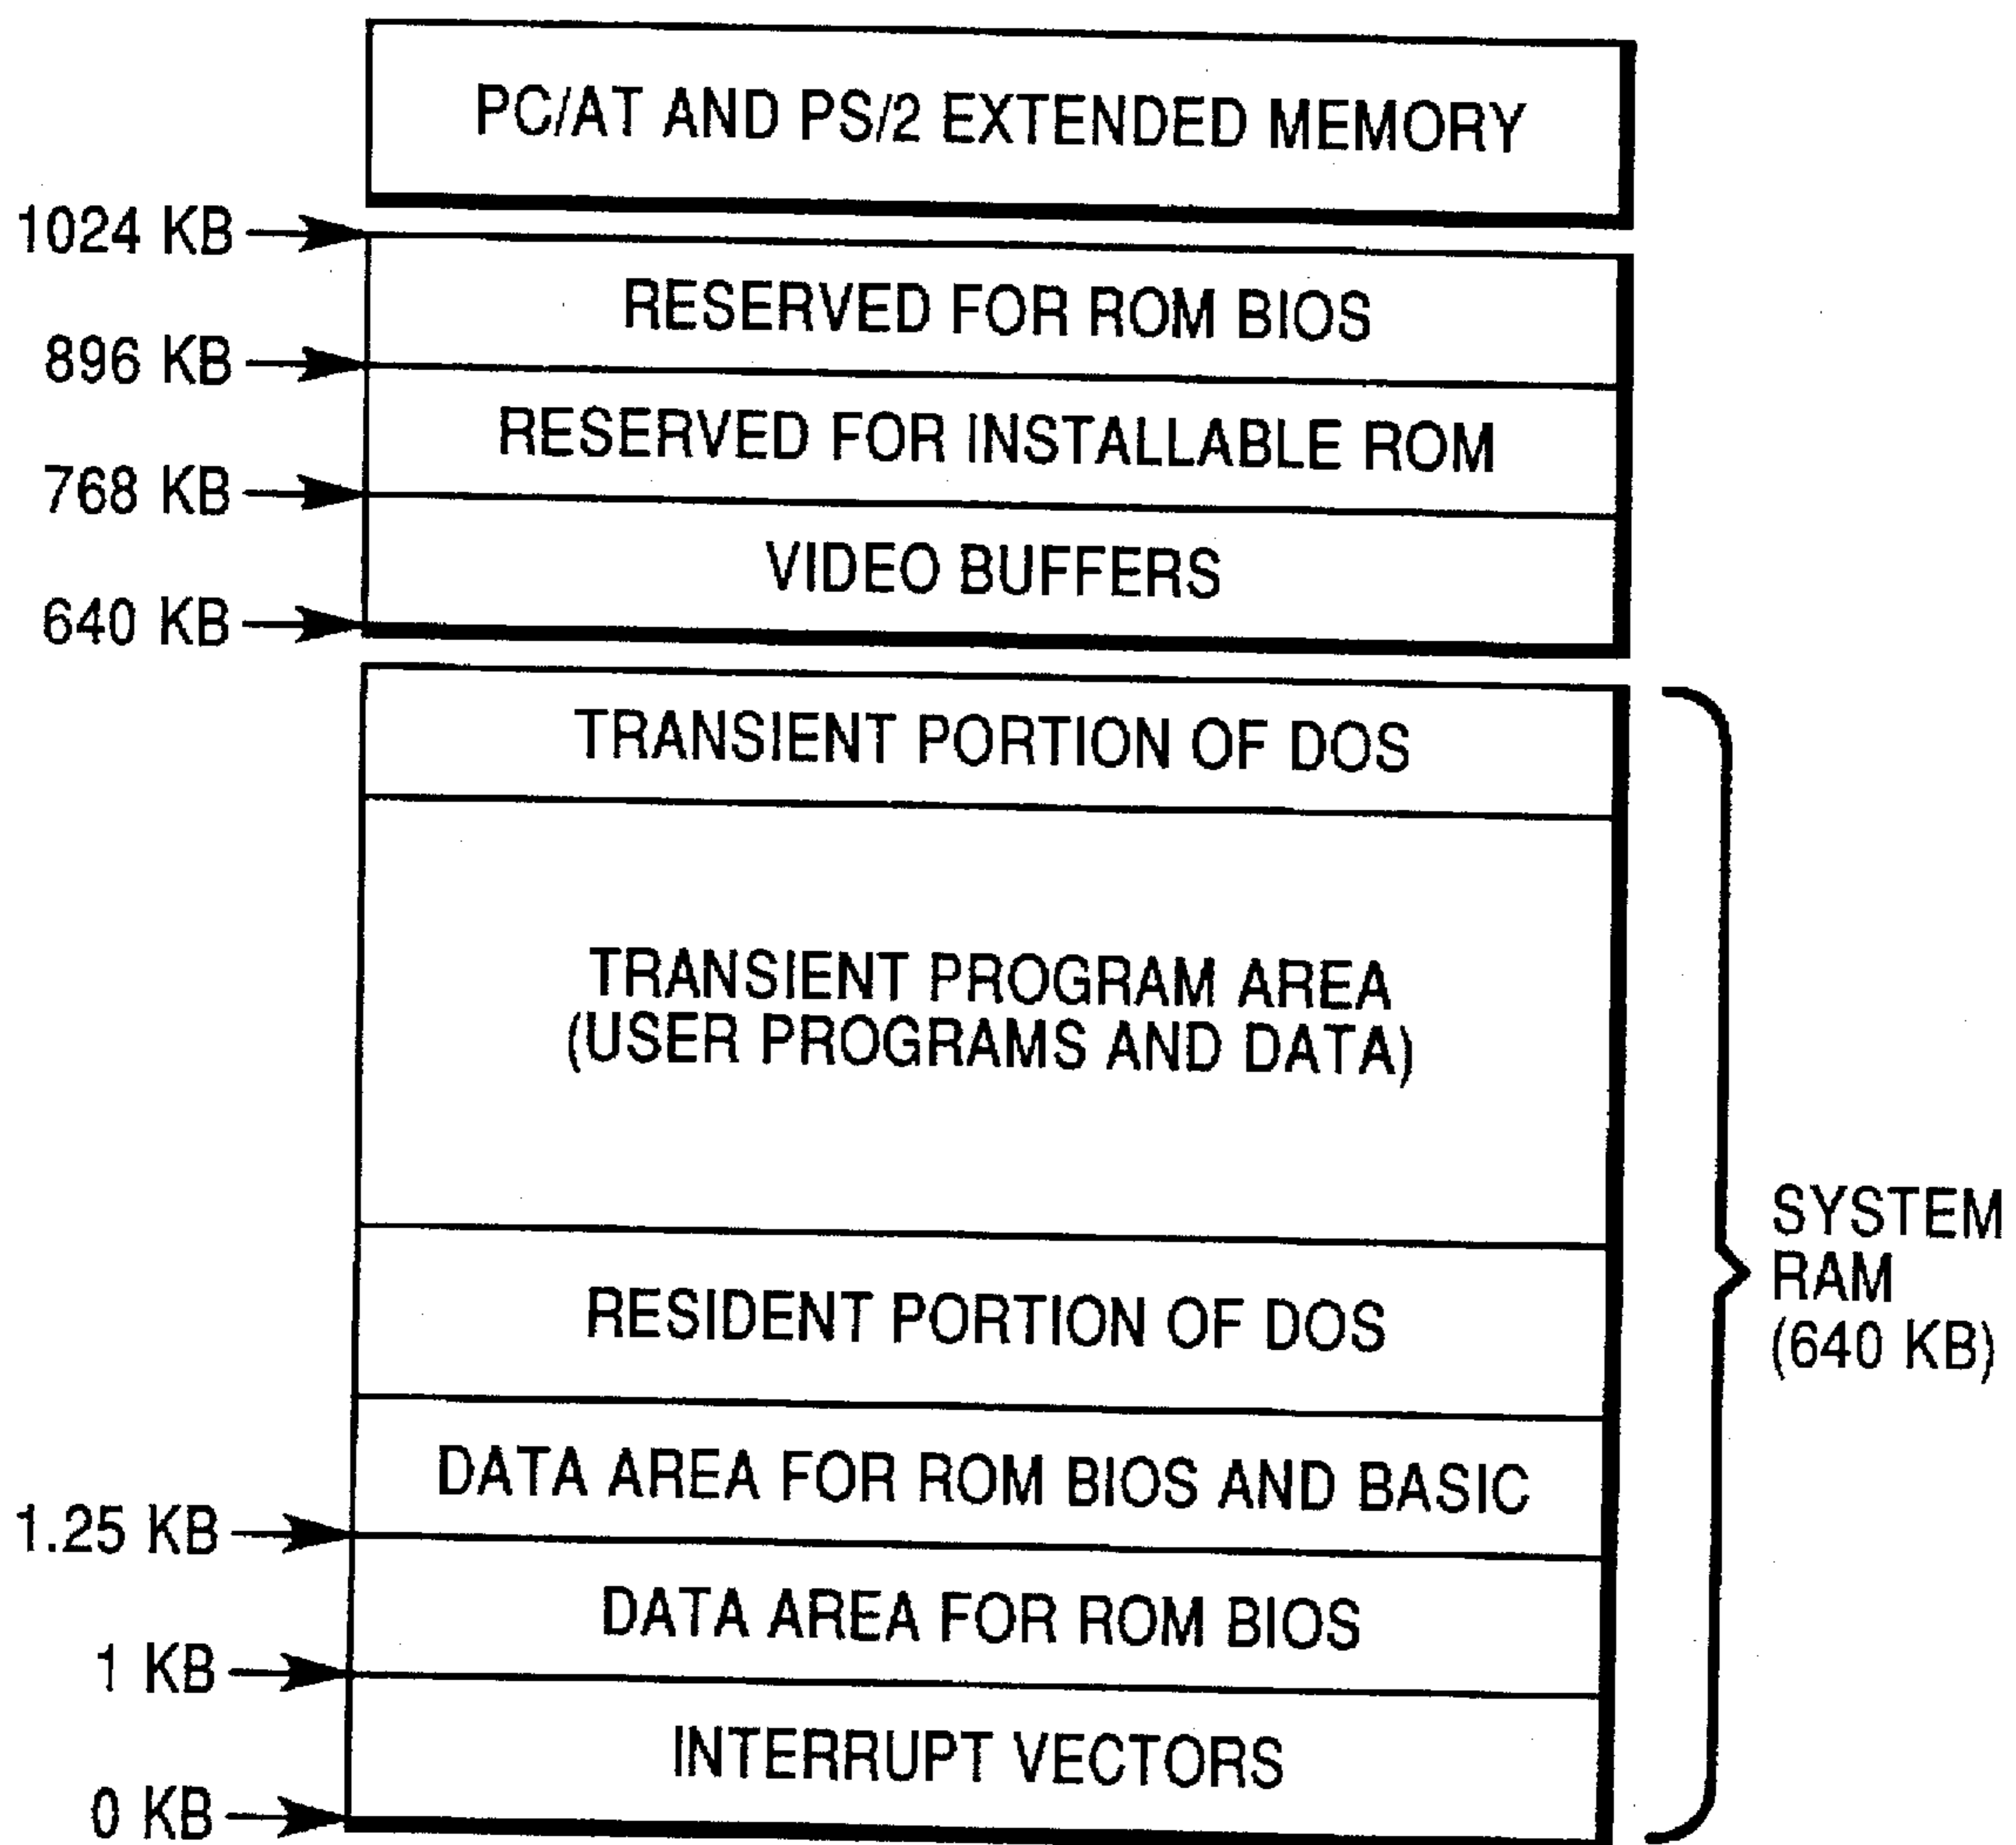 PC/AT AND PS/2 EXTENDED MEMORY
1024 KB
RESERVED FOR ROM BIOS
896 KB
RESERVED FOR INSTALLABLE ROM
768 KB
VIDEO BUFFERS
640 KB
TRANSIENT PORTION OF DOS
TRANSIENT PROGRAM AREA
(USER PROGRAMS AND DATA)
SYSTEM
RAM
(640 KB)
RESIDENT PORTION OF DOS
DATA AREA FOR ROM BIOS AND BASIC
1.25 KB
DATA AREA FOR ROM BIOS
1 KB
INTERRUPT VECTORS
0 KB